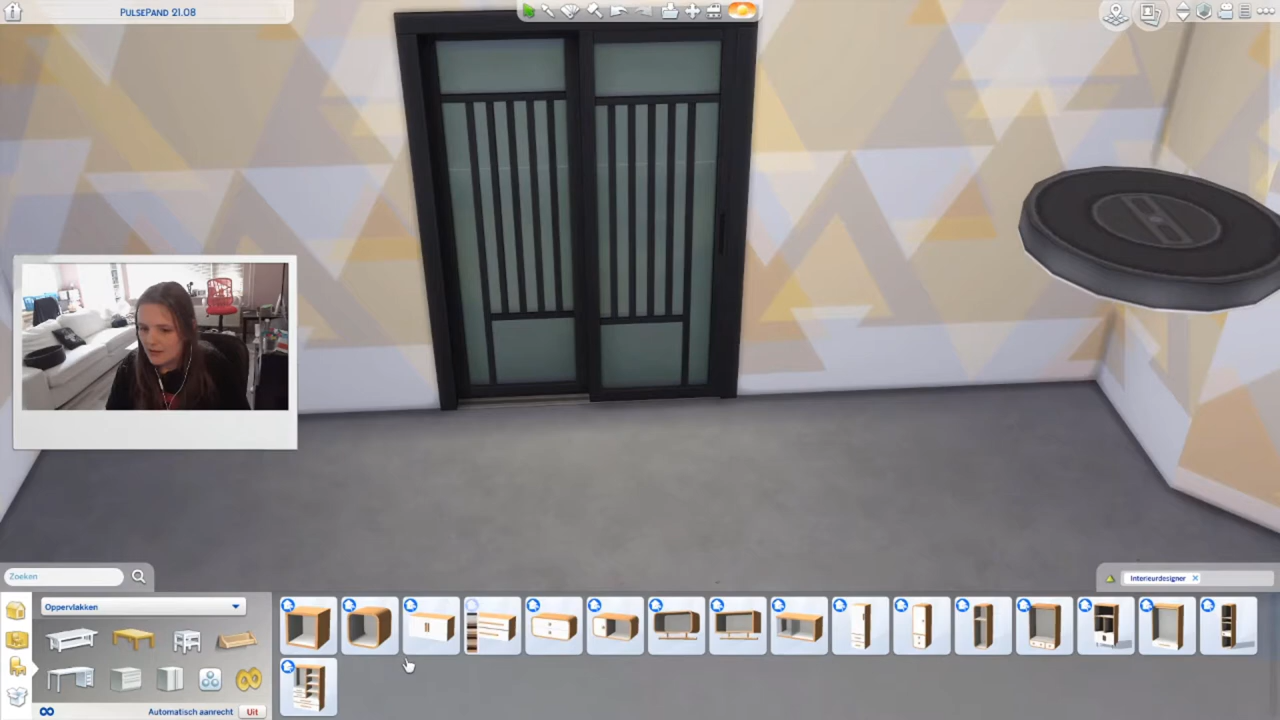 PulsePand 21.08
Zoeken
Interieurdesigner
Oppervlakken
Automatisch aanrecht
Uit